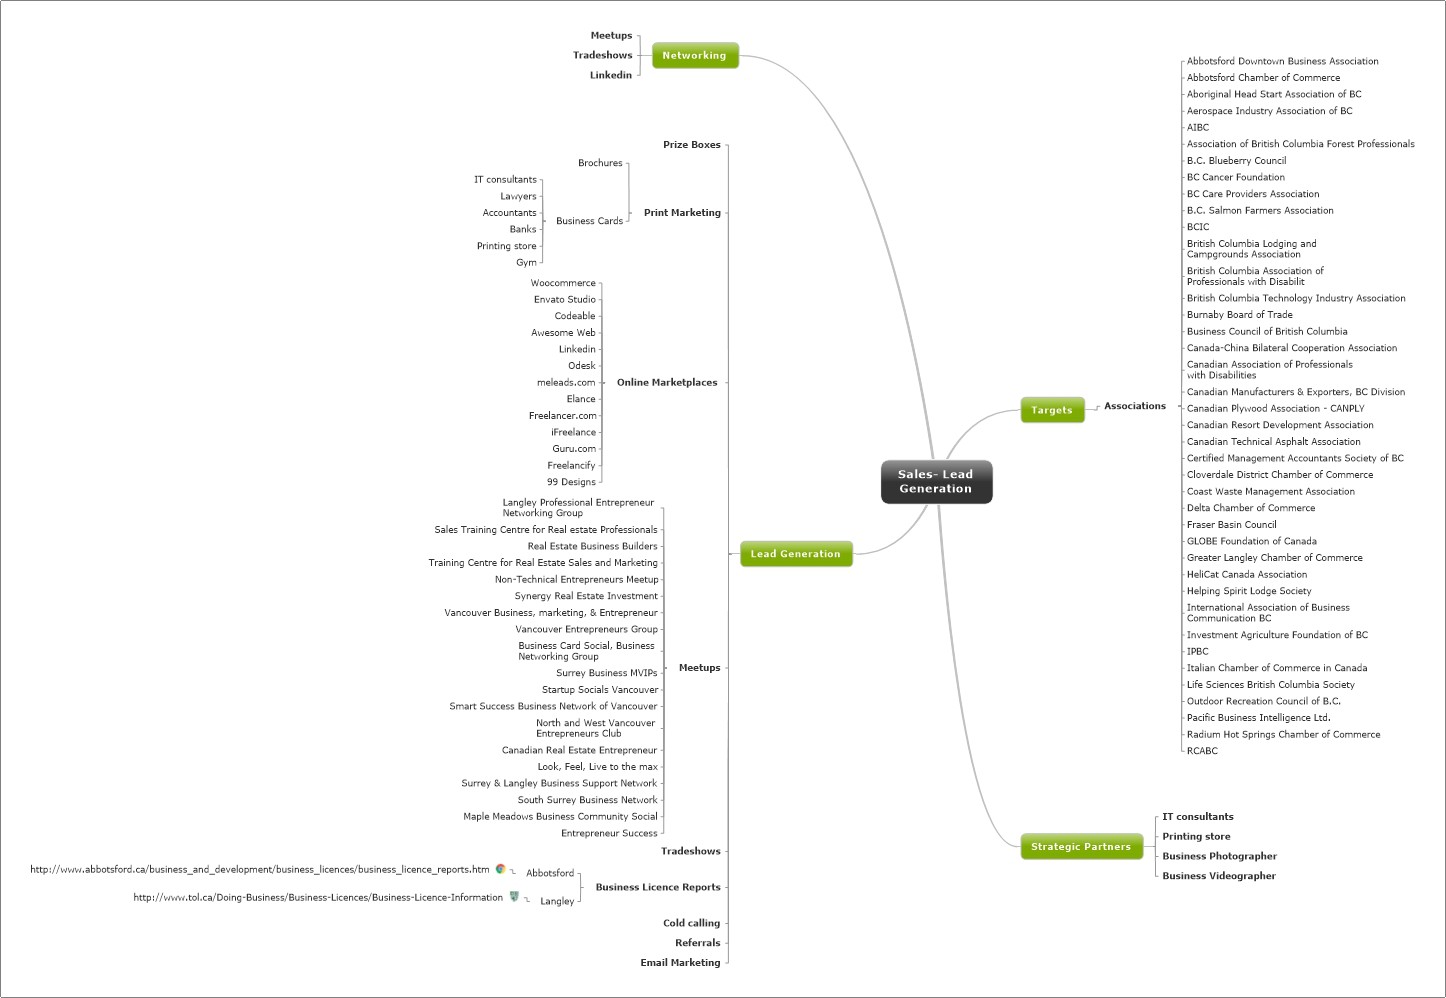 Sales- Lead
Generation
Networking
Meetups
Tradeshows
Linkedin
Lead Generation
Prize Boxes
Print Marketing
Brochures
Business Cards
IT consultants
Lawyers
Accountants
Banks
Printing store
Gym
Online Marketplaces
Woocommerce
Envato Studio
Codeable
Awesome Web
Linkedin
Odesk
meleads.com
Elance
Freelancer.com
iFreelance
Guru.com
Freelancify
99 Designs
Meetups
Langley Professional Entrepreneur
Networking Group
Sales Training Centre for Real estate Professionals
Real Estate Business Builders
Training Centre for Real Estate Sales and Marketing
Non-Technical Entrepreneurs Meetup
Synergy Real Estate Investment
Vancouver Business, marketing, & Entrepreneur
Vancouver Entrepreneurs Group
Business Card Social, Business
Networking Group
Surrey Business MVIPs
Startup Socials Vancouver
Smart Success Business Network of Vancouver
North and West Vancouver
Entrepreneurs Club
Canadian Real Estate Entrepreneur
Look, Feel, Live to the max
Surrey & Langley Business Support Network
South Surrey Business Network
Maple Meadows Business Community Social
Entrepreneur Success
Tradeshows
Business Licence Reports
Abbotsford
http://www.abbotsford.ca/business_and_development/business_licences/business_licence_reports.htm
Langley
http://www.tol.ca/Doing-Business/Business-Licences/Business-Licence-Information
Cold calling
Referrals
Email Marketing
Targets
Associations
Abbotsford Downtown Business Association
Abbotsford Chamber of Commerce
Aboriginal Head Start Association of BC
Aerospace Industry Association of BC
AIBC
Association of British Columbia Forest Professionals
B.C. Blueberry Council
BC Cancer Foundation
BC Care Providers Association
B.C. Salmon Farmers Association
BCIC
British Columbia Lodging and
Campgrounds Association
British Columbia Association of
Professionals with Disabilit
British Columbia Technology Industry Association
Burnaby Board of Trade
Business Council of British Columbia
Canada-China Bilateral Cooperation Association
Canadian Association of Professionals
with Disabilities
Canadian Manufacturers & Exporters, BC Division
Canadian Plywood Association - CANPLY
Canadian Resort Development Association
Canadian Technical Asphalt Association
Certified Management Accountants Society of BC
Cloverdale District Chamber of Commerce
Coast Waste Management Association
Delta Chamber of Commerce
Fraser Basin Council
GLOBE Foundation of Canada
Greater Langley Chamber of Commerce
HeliCat Canada Association
Helping Spirit Lodge Society
International Association of Business
Communication BC
Investment Agriculture Foundation of BC
IPBC
Italian Chamber of Commerce in Canada
Life Sciences British Columbia Society
Outdoor Recreation Council of B.C.
Pacific Business Intelligence Ltd.
Radium Hot Springs Chamber of Commerce
RCABC
Strategic Partners
IT consultants
Printing store
Business Photographer
Business Videographer